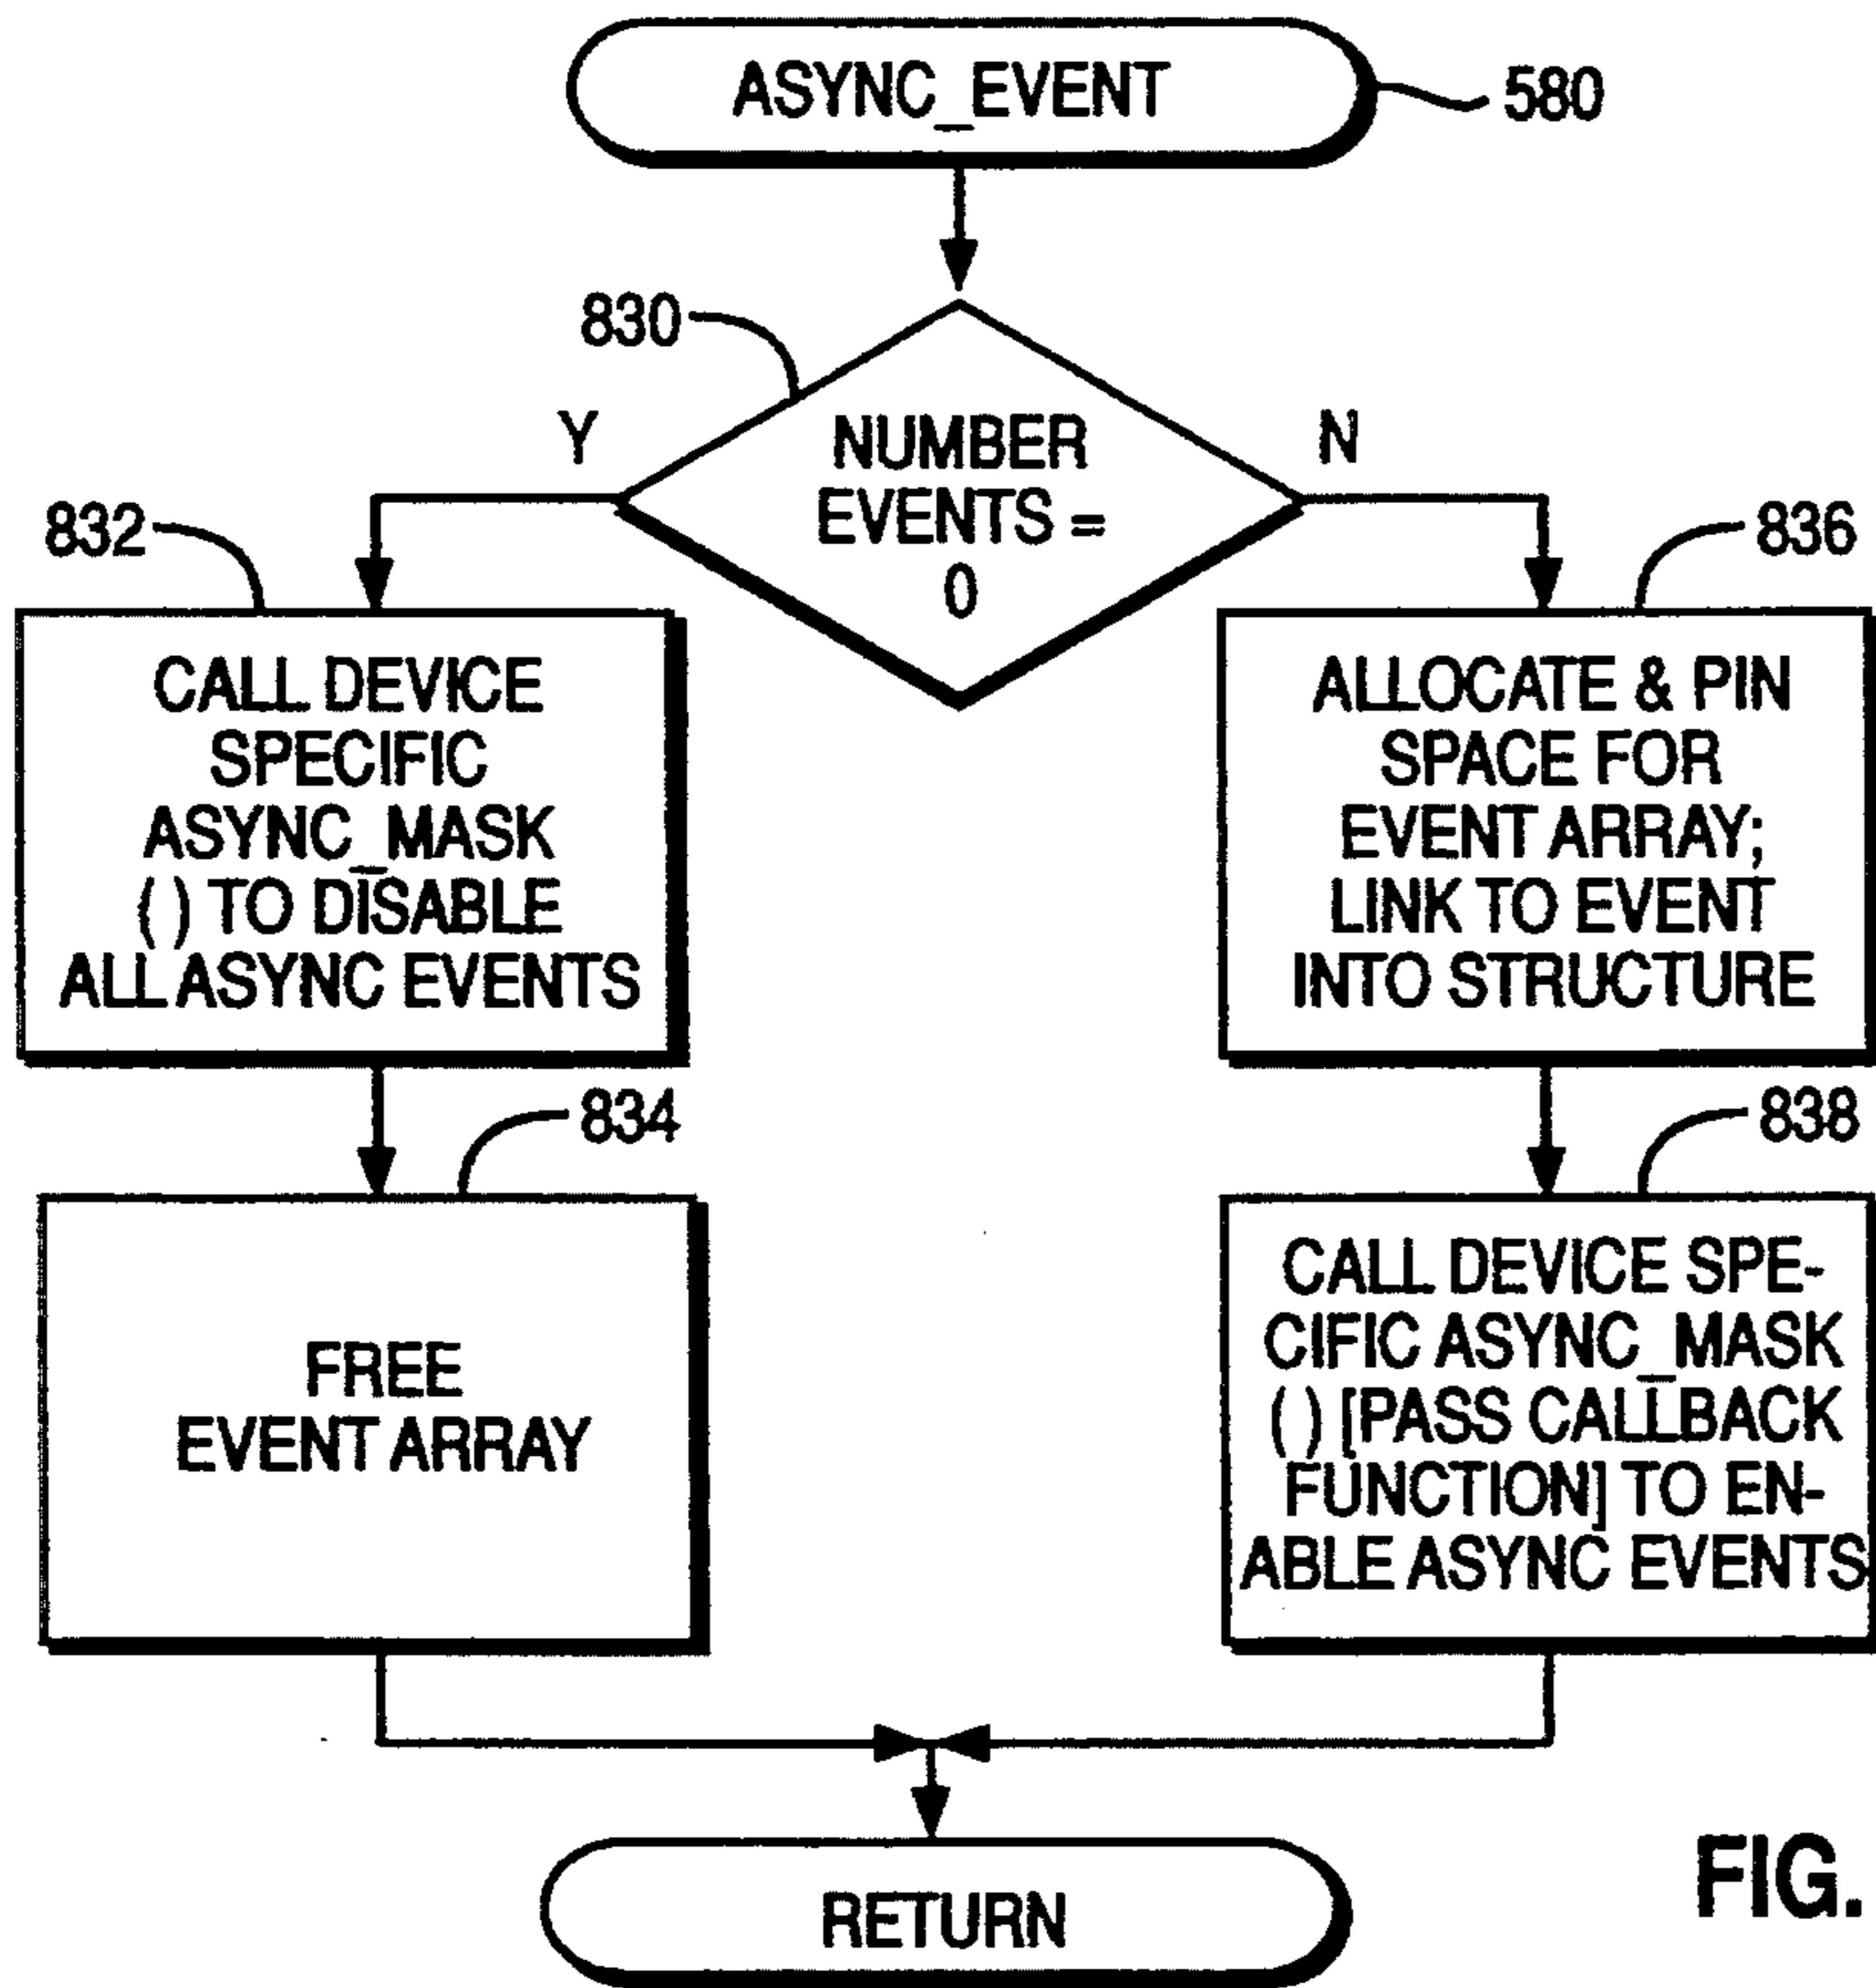 ASYNC_EVENT
580
830
Y
NUMBER
EVENTS =
0
N
832
836
CALL DEVICE
SPECIFIC
ASYNC_MASK
( ) TO DISABLE
ALL ASYNC EVENTS
ALLOCATE & PIN
SPACE FOR
EVENT ARRAY;
LINK TO EVENT
INTO STRUCTURE
834
838
FREE
EVENT ARRAY
CALL DEVICE SPE-
CIFIC ASYNC_MASK
( ) [PASS CALLBACK
FUNCTION] TO EN-
ABLE ASYNC EVENTS
RETURN
FIG.